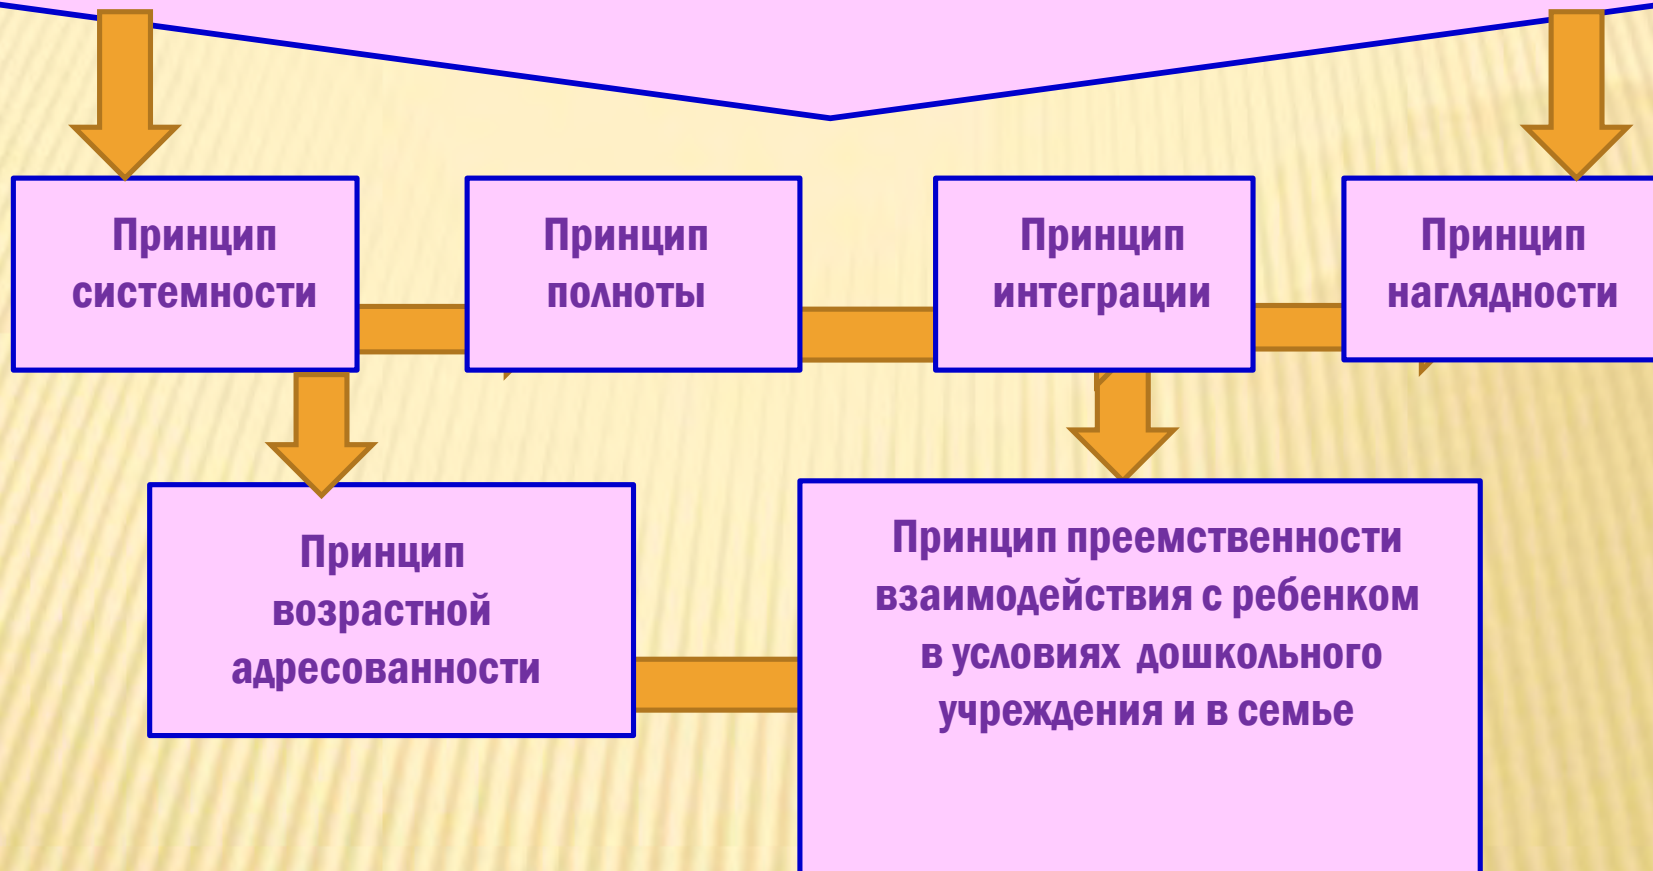 Принцип
системности
Принцип
полноты
Принцип
интеграции
Принцип
наглядности
Принцип
возрастной
адресованности
Принцип преемственности
взаимодействия с ребенком
в условиях дошкольного
учреждения и в семье